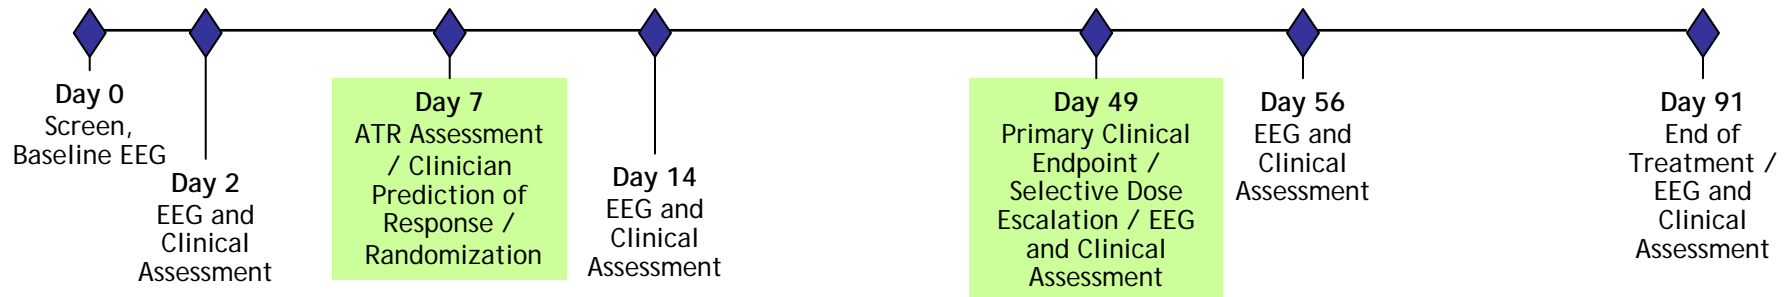 Day 0
Screen,
Baseline EEG
Day 2
EEG and
Clinical
Assessment
Day 7
ATR Assessment
/ Clinician
Prediction of
Response /
Randomization
Day 14
EEG and
Clinical
Assessment
Day 49
Primary Clinical
Endpoint /
Selective Dose
Escalation / EEG
and Clinical
Assessment
Day 56
EEG and
Clinical
Assessment
Day 91
End of
Treatment /
EEG and
Clinical
Assessment